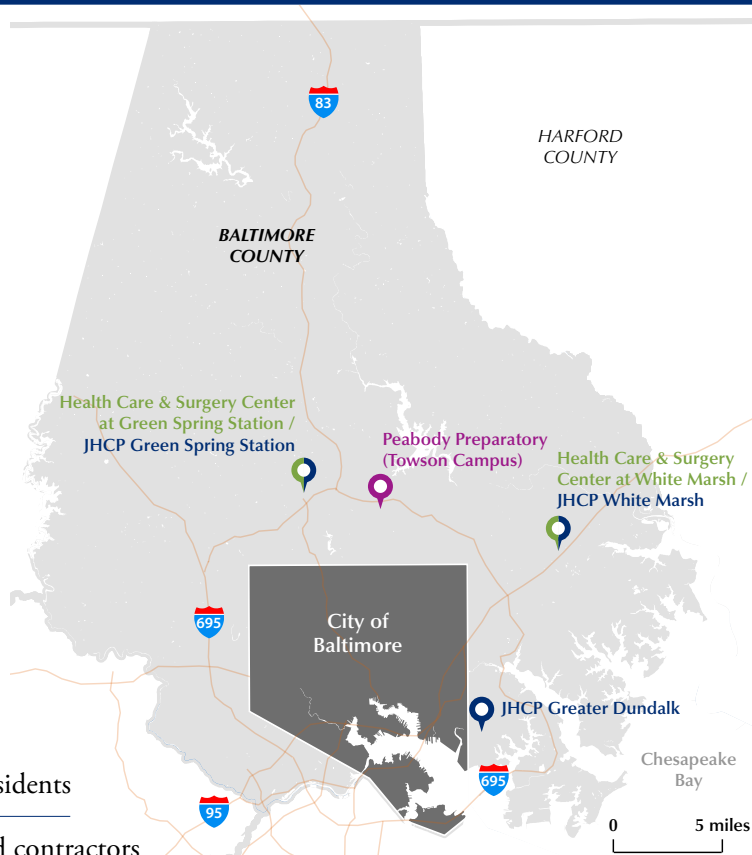 83
HARFORD
COUNTY
BALTIMORE
COUNTY
Health Care & Surgery Center
at Green Spring Station /
JHCP Green Spring Station
Peabody Preparatory
(Towson Campus)
Health Care & Surgery
Center at White Marsh /
JHCP White Marsh
695
City of
Baltimore
JHCP Greater Dundalk
Chesapeake
Bay
695
sidents
95
0 5 miles
d contractors